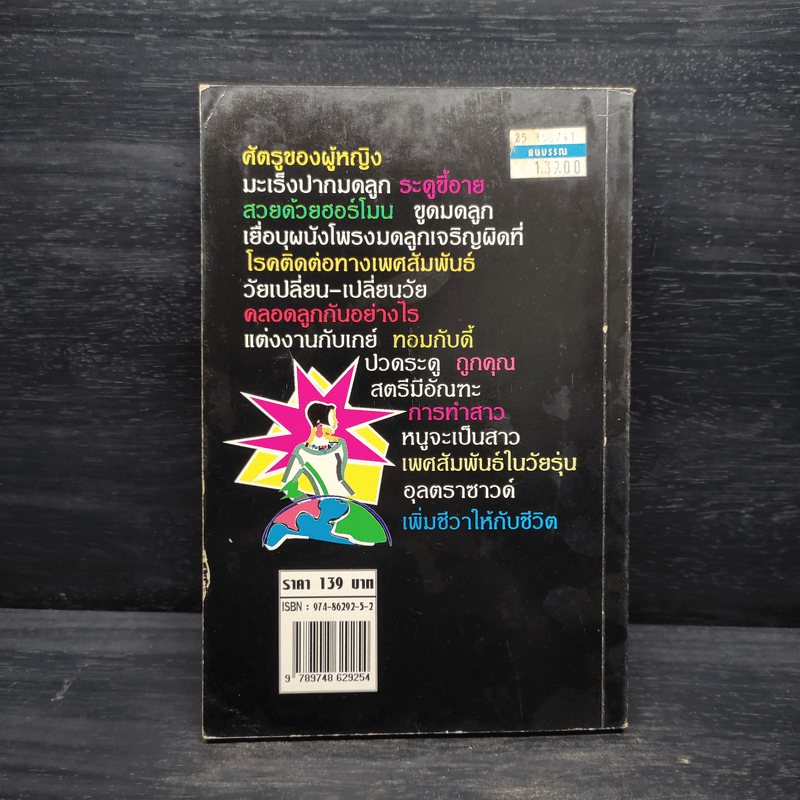 ธนบรรณ
139.00
ศัตรูของผู้หญิง
มะเร็งปากมดลูก ระดูขี้อาย
สวยด้วยฮอร์โมน ขูดมดลูก
เยื่อบุผนังโพรงมดลูกเจริญผิดที่
โรคติดต่อทางเพศสัมพันธ์
วัยเปลี่ยน-เปลี่ยนวัย
คลอดลูกกันอย่างไร
แต่งงานกับเกย์ ทอมกับดี้
ปวดระดู ถูกคุณ
สตรีมีอัณฑะ
การทำสาว
หนูจะเป็นสาว
เพศสัมพันธ์ในวัยรุ่น
อุลตราซาวด์
เพิ่มชีวาให้กับชีวิต
ราคา 139 บาท
ISBN : 974-86292-5-2
9 789748 629254